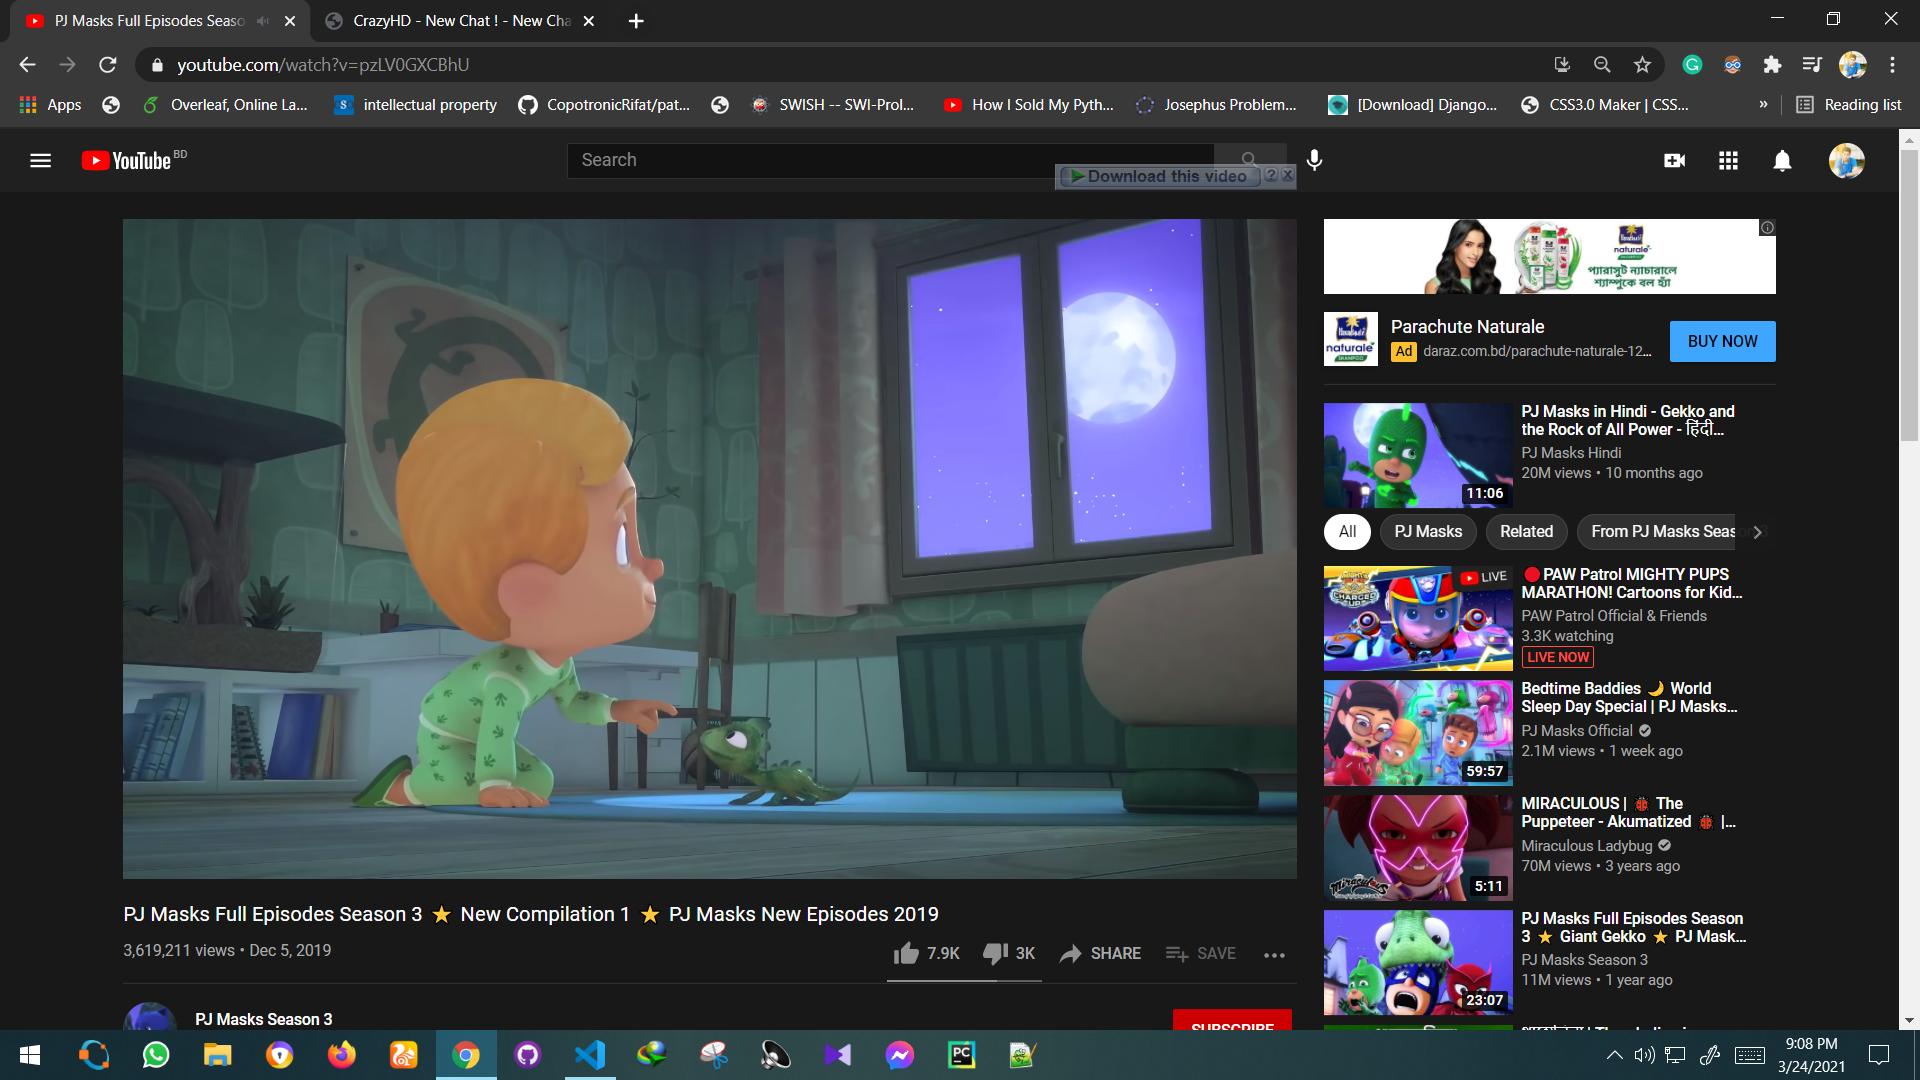 PJ Masks Full Episodes Seaso
CrazyHD - New Chat ! - New Cha
youtube.com/watch?v=pzLV0GXCBhU
Apps
Overleaf, Online La...
intellectual property
CopotronicRifat/pat...
SWISH -- SWI-Prol...
How I Sold My Pyth...
Josephus Problem...
[Download] Django...
CSS3.0 Maker | CSS...
»
Reading list
YouTube BD
Search
Download this video
naturale
প্যারাসুট ন্যাচারালে
শ্যাম্পুকে বল হ্যাঁ
naturale
SHAMPOO
Parachute Naturale
Ad daraz.com.bd/parachute-naturale-12...
BUY NOW
PJ Masks in Hindi - Gekko and
the Rock of All Power - हिंदी...
PJ Masks Hindi
20M views • 10 months ago
11:06
All
PJ Masks
Related
From PJ Masks Season 3
LIVE
CHARGED UP
PAW Patrol MIGHTY PUPS
MARATHON! Cartoons for Kid...
PAW Patrol Official & Friends
3.3K watching
LIVE NOW
Bedtime Baddies 🌙 World
Sleep Day Special | PJ Masks...
PJ Masks Official
2.1M views • 1 week ago
59:57
MIRACULOUS | 🐞 The
Puppeteer - Akumatized 🐞 |...
Miraculous Ladybug
70M views • 3 years ago
Miraculous
5:11
PJ Masks Full Episodes Season
3 ⭐ Giant Gekko ⭐ PJ Mask...
PJ Masks Season 3
11M views • 1 year ago
23:07
PJ Masks Full Episodes Season 3 ⭐ New Compilation 1 ⭐ PJ Masks New Episodes 2019
3,619,211 views • Dec 5, 2019
7.9K
3K
SHARE
SAVE
PJ Masks Season 3
SUBSCRIBE
PC
9:08 PM
3/24/2021